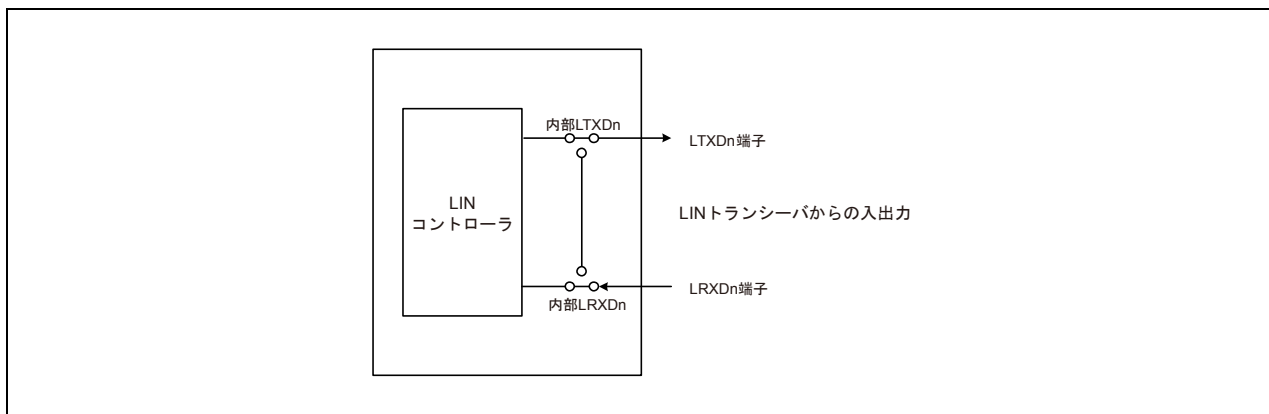 内部LTXDn
LTXDn端子
LIN
コントローラ
LINトランシーバからの入出力
内部LRXDn
LRXDn端子